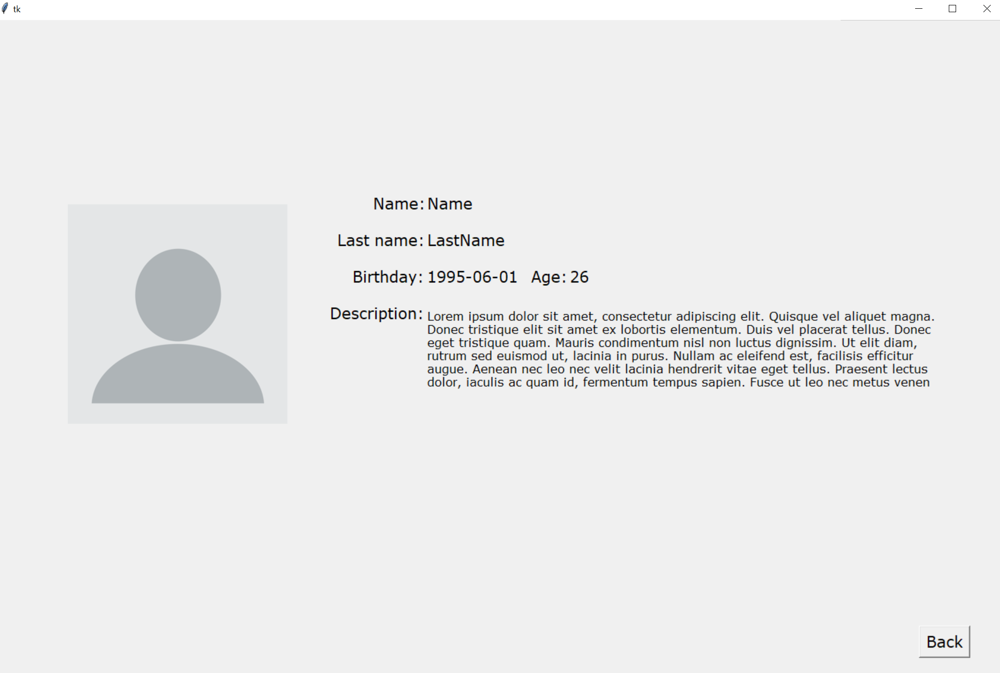 tk
Name: Name
Last name: LastName
Birthday: 1995-06-01 Age: 26
Description: Lorem ipsum dolor sit amet, consectetur adipiscing elit. Quisque vel aliquet magna.
Donec tristique elit sit amet ex lobortis elementum. Duis vel placerat tellus. Donec
eget tristique quam. Mauris condimentum nisl non luctus dignissim. Ut elit diam,
rutrum sed euismod ut, lacinia in purus. Nullam ac eleifend est, facilisis efficitur
augue. Aenean nec leo nec velit lacinia hendrerit vitae eget tellus. Praesent lectus
dolor, iaculis ac quam id, fermentum tempus sapien. Fusce ut leo nec metus venen
Back